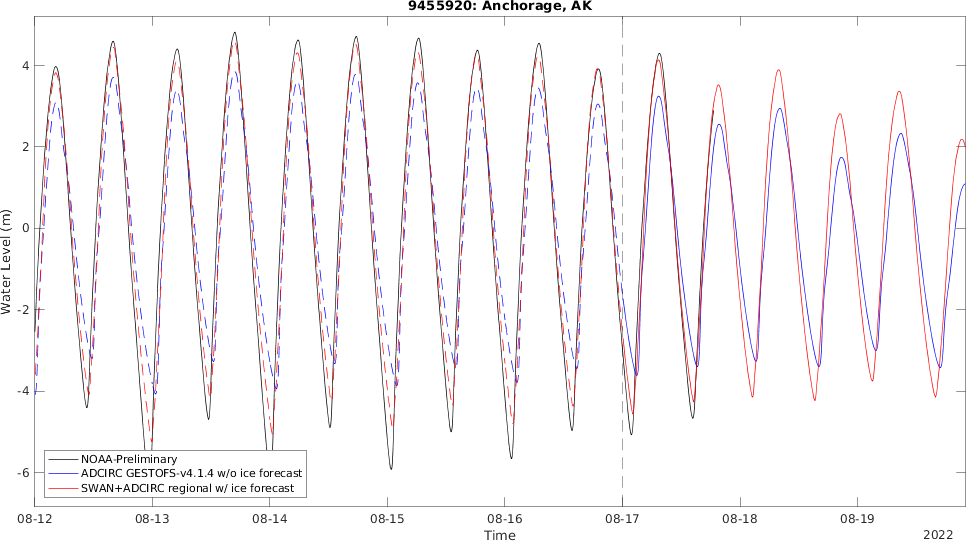 9455920: Anchorage, AK
Water Level (m)
4
2
0
-2
-4
-6
NOAA-Preliminary
ADCIRC GESTOFS-v4.1.4 w/o ice forecast
SWAN+ADCIRC regional w/ ice forecast
08-12 08-13 08-14 08-15 08-16 08-17 08-18 08-19
Time
2022